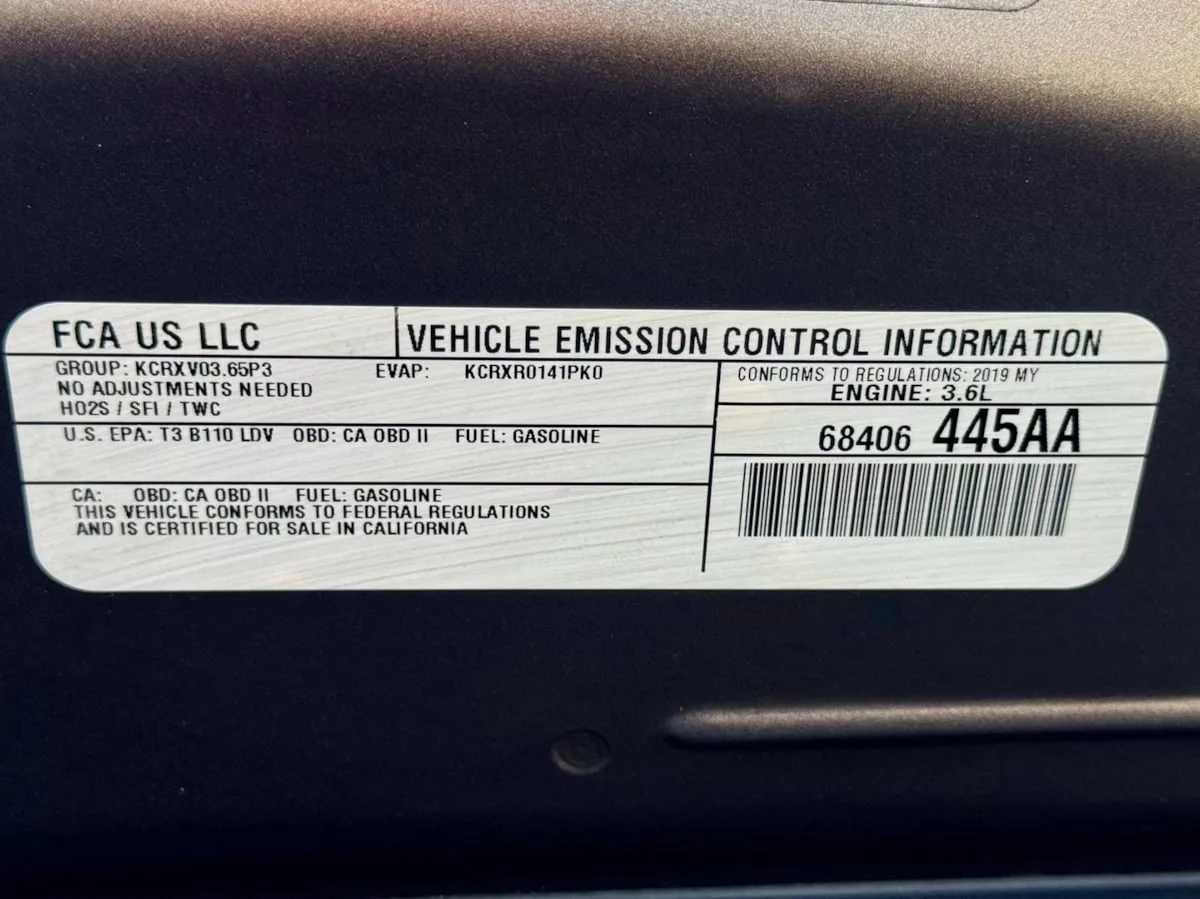 FCA US LLC
VEHICLE EMISSION CONTROL INFORMATION
GROUP: KCRXV03.65P3 EVAP: KCRXR0141PK0
NO ADJUSTMENTS NEEDED
HO2S / SFI / TWC
CONFORMS TO REGULATIONS: 2019 MY
ENGINE: 3.6L
U.S. EPA: T3 B110 LDV OBD: CA OBD II FUEL: GASOLINE
68406 445AA
CA: OBD: CA OBD II FUEL: GASOLINE
THIS VEHICLE CONFORMS TO FEDERAL REGULATIONS
AND IS CERTIFIED FOR SALE IN CALIFORNIA